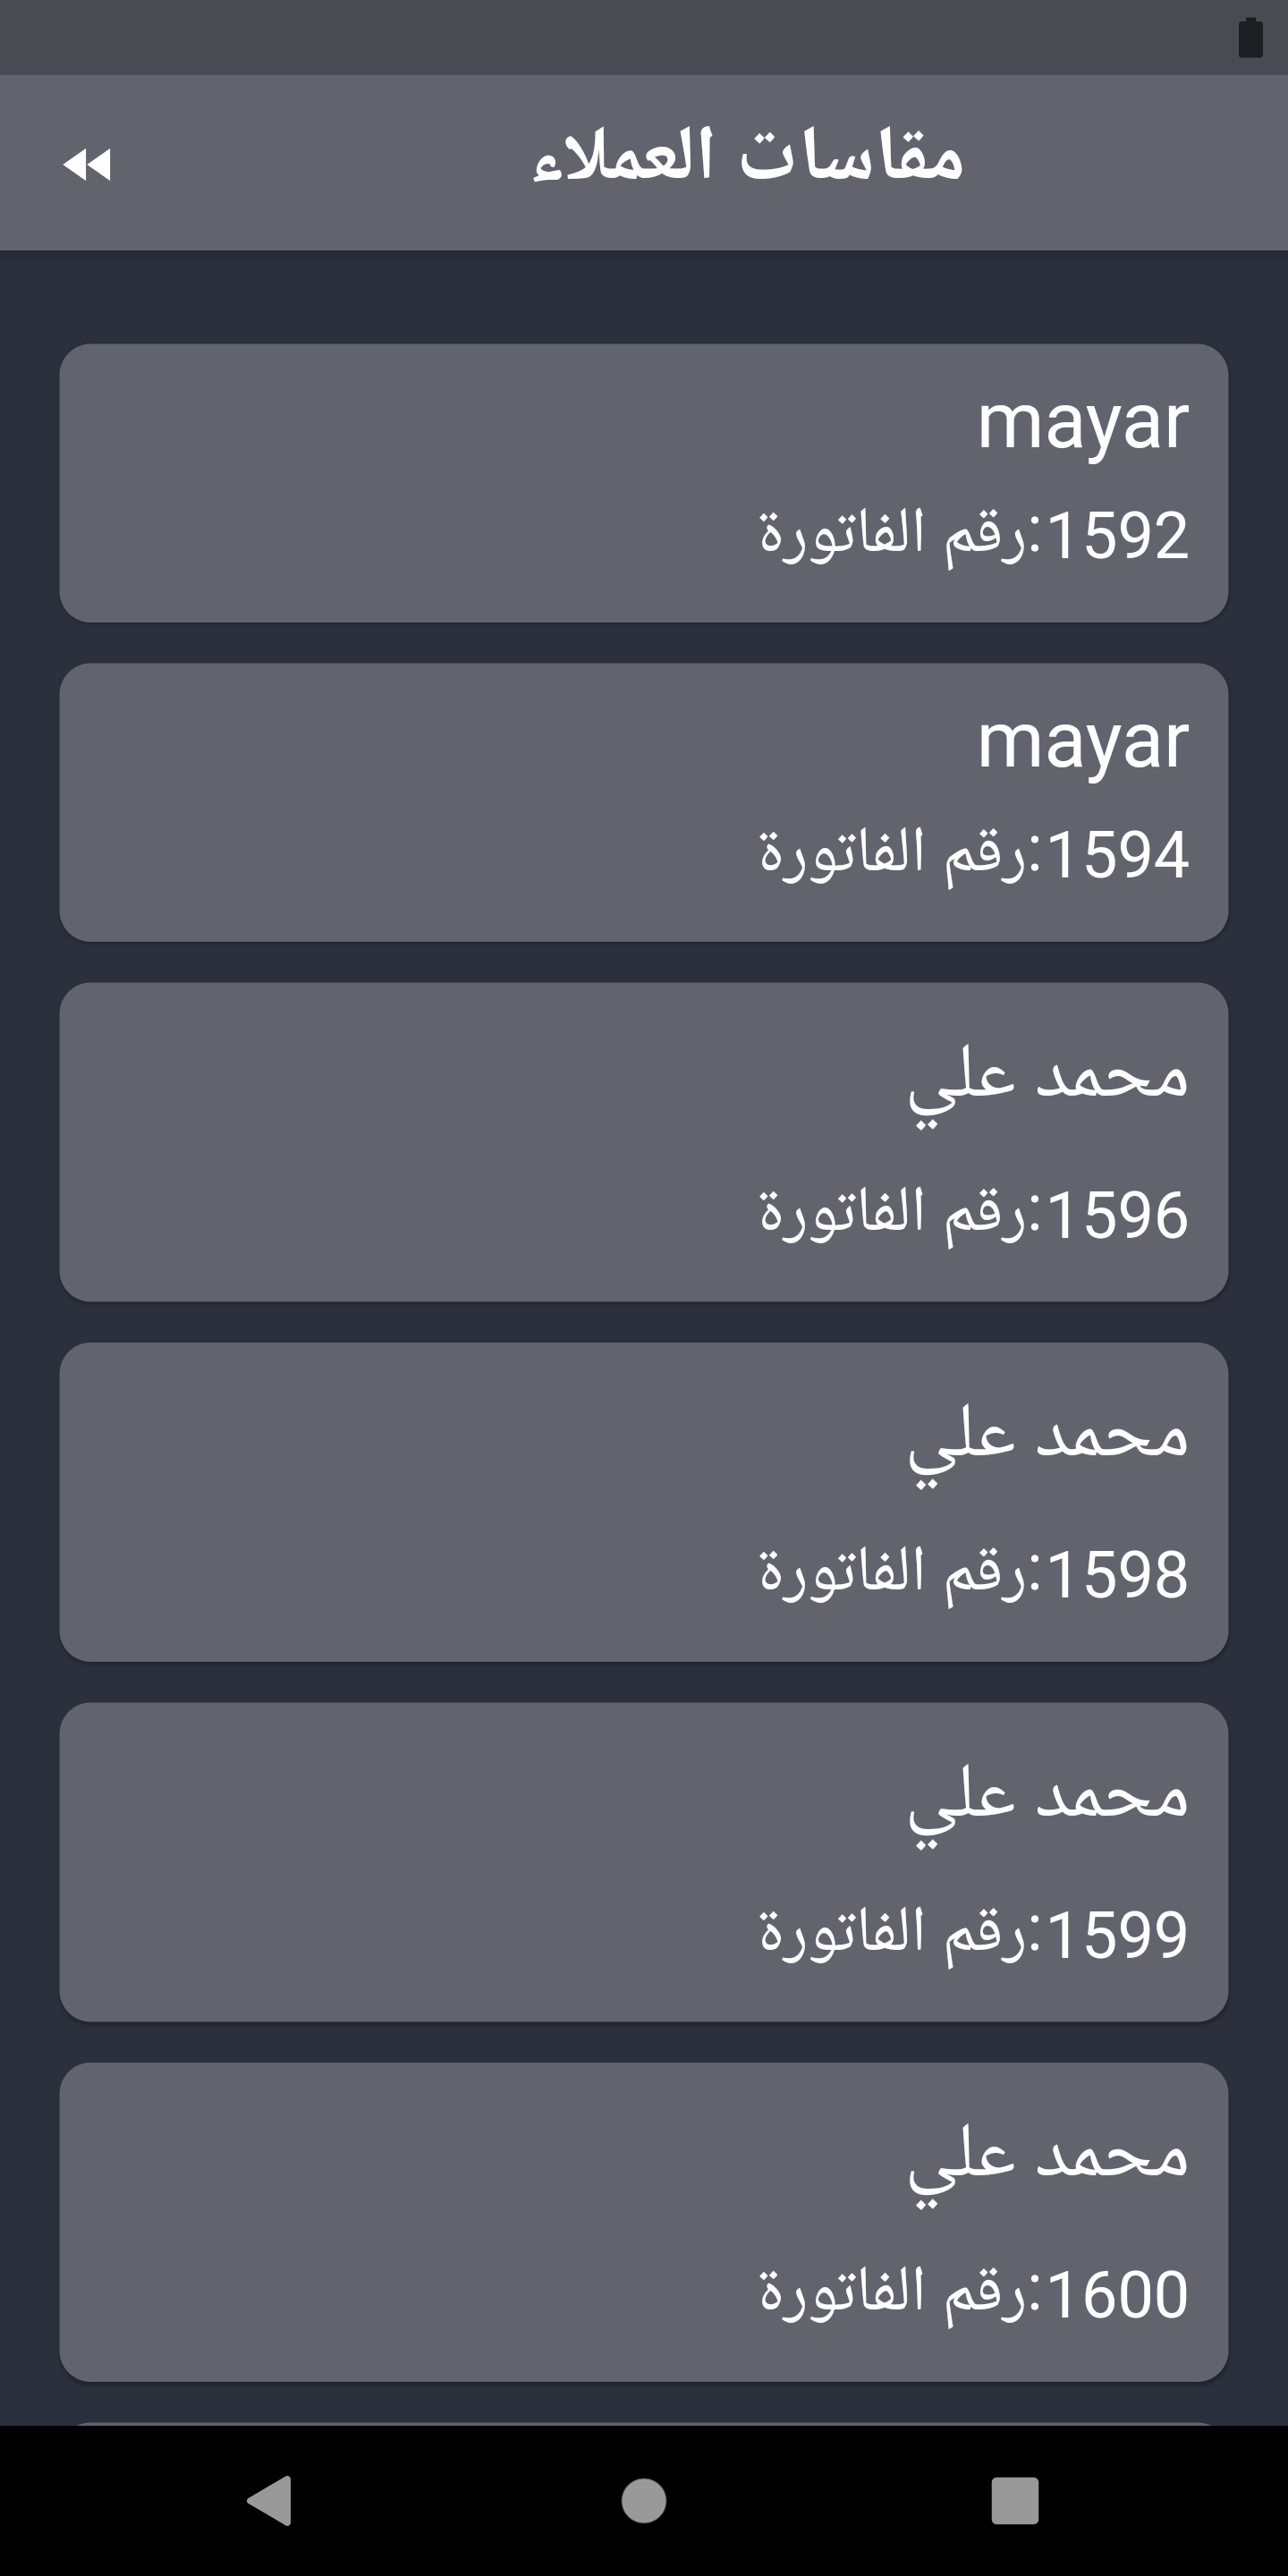 مقاسات العملاء
mayar
1592:رقم الفاتورة
mayar
1594:رقم الفاتورة
محمد علي
1596:رقم الفاتورة
محمد علي
1598:رقم الفاتورة
محمد علي
1599:رقم الفاتورة
محمد علي
1600:رقم الفاتورة